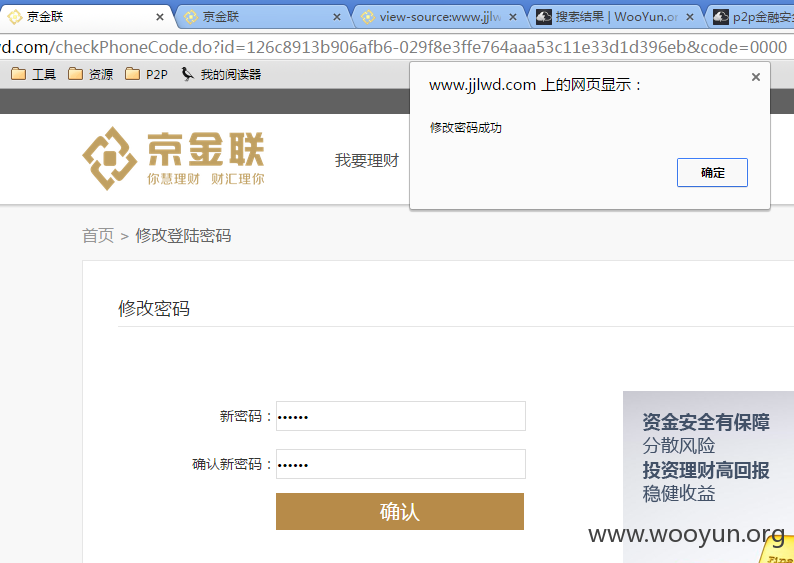 京金联
京金联
view-source:www.jjlw
搜索结果 | WooYun.o
p2p金融安
vd.com/checkPhoneCode.do?id=126c8913b906afb6-029f8e3ffe764aaa53c11e33d1d396eb&code=0000
工具
资源
P2P
我的阅读器
www.jjlwd.com 上的网页显示：
修改密码成功
确定
京金联
你慧理财 财汇理你
我要理财
首页 > 修改登陆密码
修改密码
新密码：••••••
确认新密码：••••••
确认
资金安全有保障
分散风险
投资理财高回报
稳健收益
www.wooyun.org